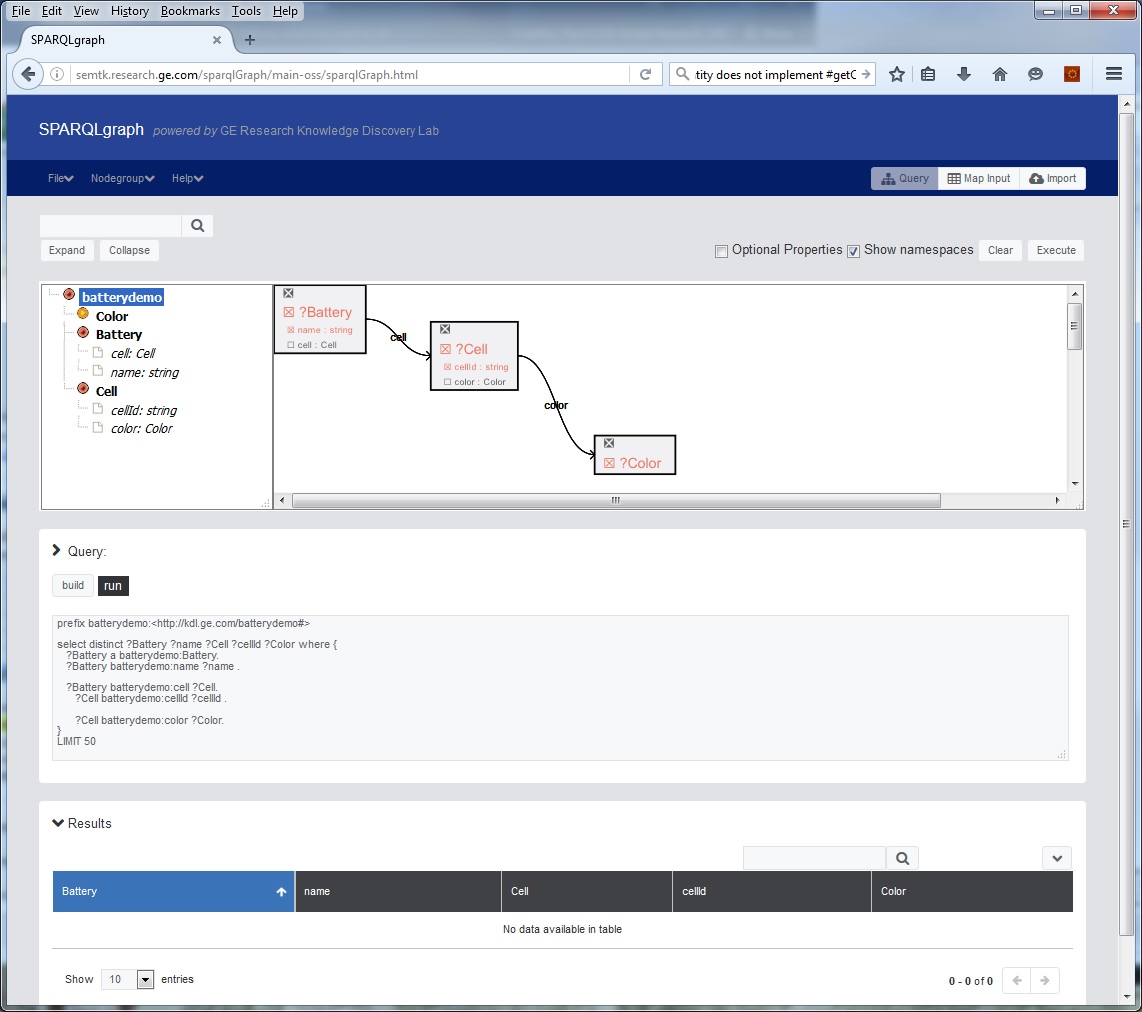 File Edit View History Bookmarks Tools Help
SPARQLgraph
semtk.research.ge.com/sparqlGraph/main-oss/sparqlGraph.html
tity does not implement #getC
SPARQLgraph powered by GE Research Knowledge Discovery Lab
File Nodegroup Help
Query Map Input Import
Expand Collapse
Optional Properties Show namespaces Clear Execute
batterydemo
Color
Battery
cell: Cell
name: string
Cell
cellId: string
color: Color
?Battery
name : string
cell : Cell
cell
?Cell
cellId : string
color : Color
color
?Color
Query:
build run
prefix batterydemo:<http://kdl.ge.com/batterydemo#>
select distinct ?Battery ?name ?Cell ?cellId ?Color where {
?Battery a batterydemo:Battery.
?Battery batterydemo:name ?name .
?Battery batterydemo:cell ?Cell.
?Cell batterydemo:cellId ?cellId .
?Cell batterydemo:color ?Color.
}
LIMIT 50
Results
Battery name Cell cellId Color
No data available in table
Show 10 entries
0 - 0 of 0